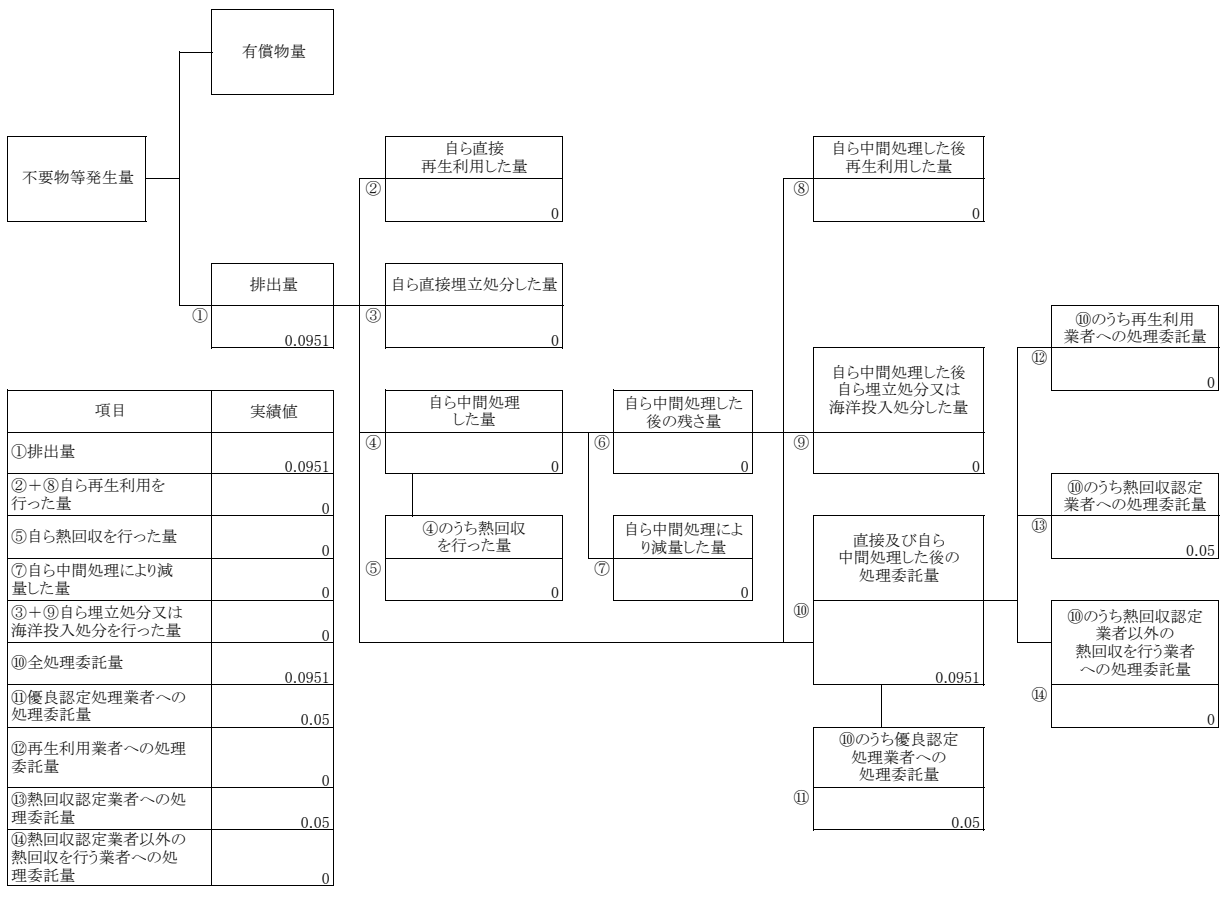 有償物量
不要物等発生量
排出量
①
0.0951
自ら直接
再生利用した量
②
0
自ら直接埋立処分した量
③
0
自ら中間処理
した量
④
0
④のうち熱回収
を行った量
⑤
0
自ら中間処理した
後の残さ量
⑥
0
自ら中間処理によ
り減量した量
⑦
0
自ら中間処理した後
再生利用した量
⑧
0
自ら中間処理した後
自ら埋立処分又は
海洋投入処分した量
⑨
0
直接及び自ら
中間処理した後の
処理委託量
⑩
0.0951
⑩のうち優良認定
処理業者への
処理委託量
⑪
0.05
⑩のうち再生利用
業者への処理委託量
⑫
0
⑩のうち熱回収認定
業者への処理委託量
⑬
0.05
⑩のうち熱回収認定
業者以外の
熱回収を行う業者
への処理委託量
⑭
0
項目 実績値
①排出量
0.0951
②＋⑧自ら再生利用を
行った量
0
⑤自ら熱回収を行った量
0
⑦自ら中間処理により減
量した量
0
③＋⑨自ら埋立処分又は
海洋投入処分を行った量
0
⑩全処理委託量
0.0951
⑪優良認定処理業者への
処理委託量
0.05
⑫再生利用業者への処理
委託量
0
⑬熱回収認定業者への処
理委託量
0.05
⑭熱回収認定業者以外の
熱回収を行う業者への処
理委託量
0